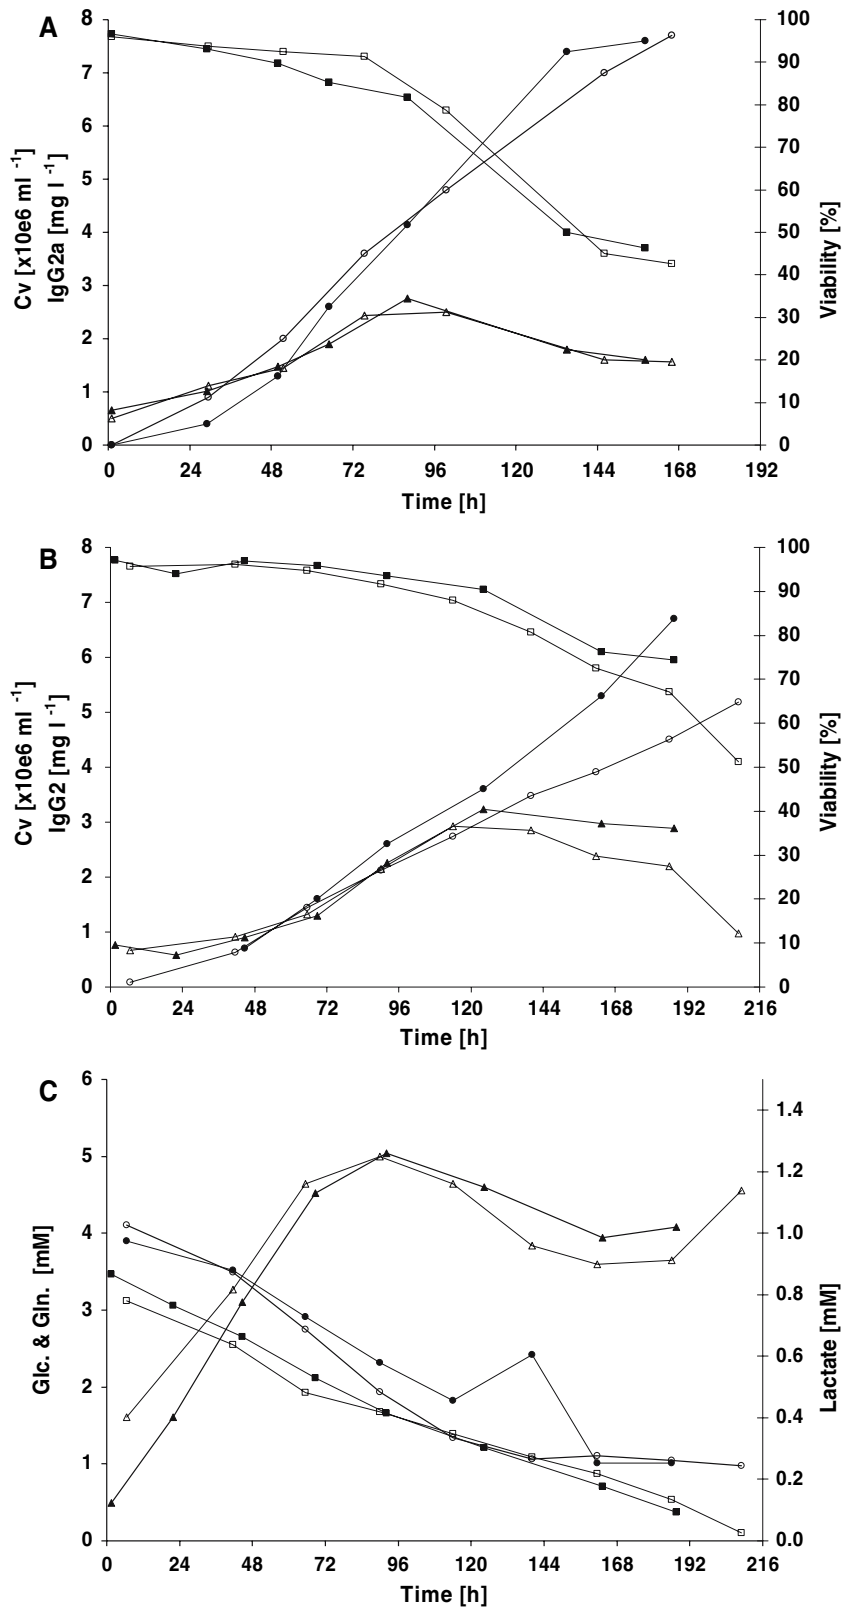 A
8 7 6 5 4 3 2 1 0
Cv [x10e6 ml -1]
IgG2a [mg l -1]
100 90 80 70 60 50 40 30 20 10 0
Viability [%]
0 24 48 72 96 120 144 168 192
Time [h]
B
8 7 6 5 4 3 2 1 0
Cv [x10e6 ml -1]
IgG2 [mg l -1]
100 90 80 70 60 50 40 30 20 10 0
Viability [%]
0 24 48 72 96 120 144 168 192 216
Time [h]
C
6 5 4 3 2 1 0
Glc. & Gln. [mM]
1.4 1.2 1.0 0.8 0.6 0.4 0.2 0.0
Lactate [mM]
0 24 48 72 96 120 144 168 192 216
Time [h]